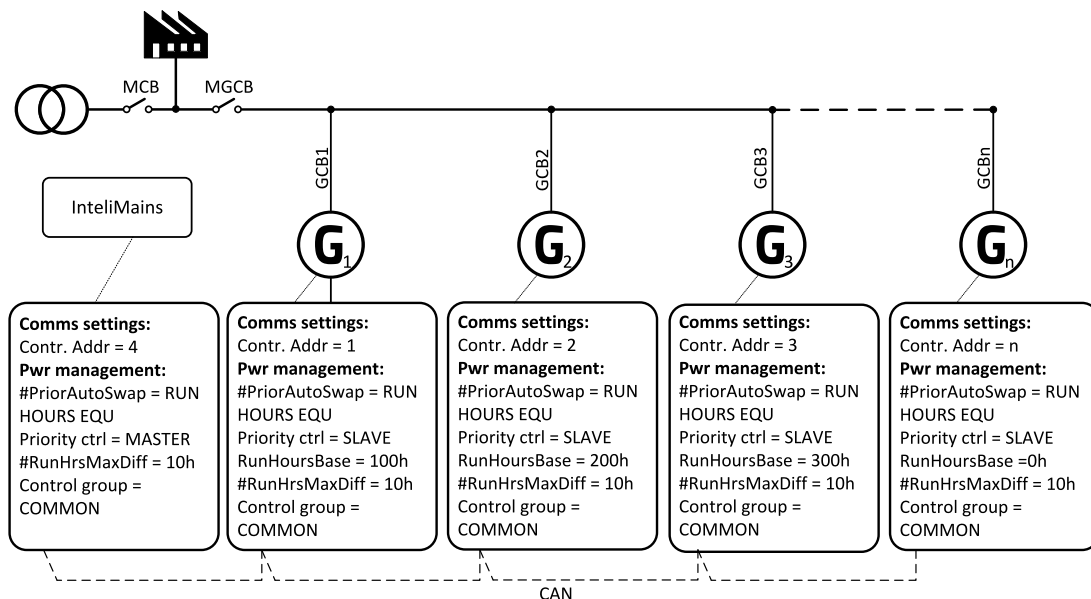 MCB
MGCB
GCB1
GCB2
GCB3
GCBn
InteliMains
G1
G2
G3
Gn
Comms settings:
Contr. Addr = 4
Pwr management:
#PriorAutoSwap = RUN
HOURS EQU
Priority ctrl = MASTER
#RunHrsMaxDiff = 10h
Control group =
COMMON
Comms settings:
Contr. Addr = 1
Pwr management:
#PriorAutoSwap = RUN
HOURS EQU
Priority ctrl = SLAVE
RunHoursBase = 100h
#RunHrsMaxDiff = 10h
Control group =
COMMON
Comms settings:
Contr. Addr = 2
Pwr management:
#PriorAutoSwap = RUN
HOURS EQU
Priority ctrl = SLAVE
RunHoursBase = 200h
#RunHrsMaxDiff = 10h
Control group =
COMMON
Comms settings:
Contr. Addr = 3
Pwr management:
#PriorAutoSwap = RUN
HOURS EQU
Priority ctrl = SLAVE
RunHoursBase = 300h
#RunHrsMaxDiff = 10h
Control group =
COMMON
Comms settings:
Contr. Addr = n
Pwr management:
#PriorAutoSwap = RUN
HOURS EQU
Priority ctrl = SLAVE
RunHoursBase =0h
#RunHrsMaxDiff = 10h
Control group =
COMMON
CAN